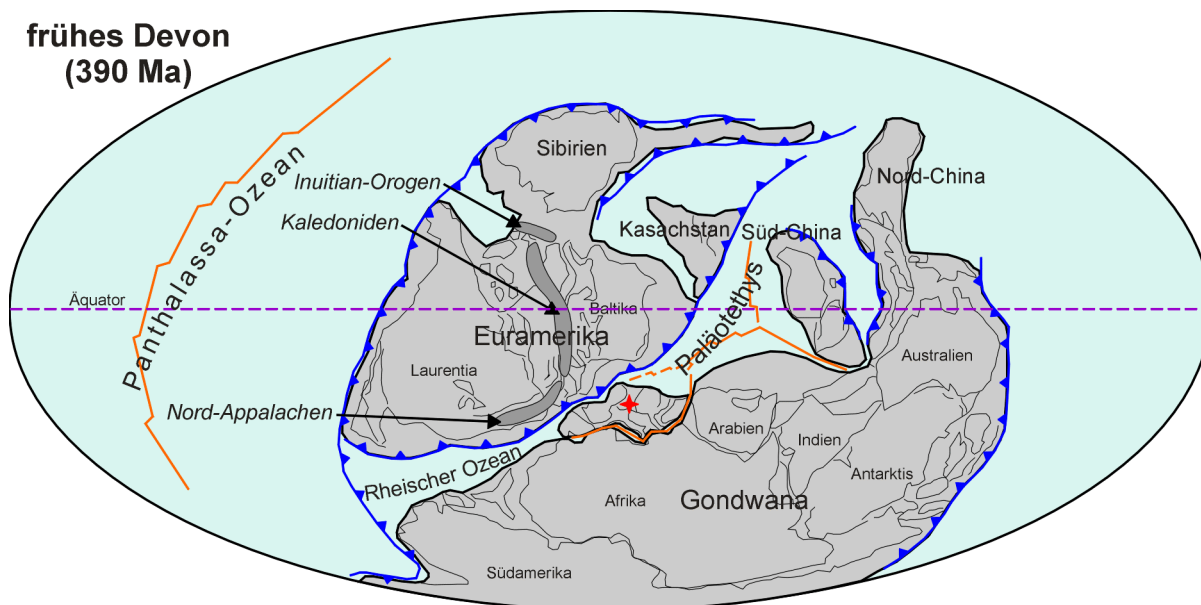 frühes Devon
(390 Ma)
Panthalassa-Ozean
Sibirien
Inuitian-Orogen
Kaledoniden
Nord-China
Kasachstan
Süd-China
Äquator
Baltika
Paläotethys
Euramerika
Laurentia
Australien
Nord-Appalachen
Arabien
Indien
Rheischer Ozean
Antarktis
Afrika
Gondwana
Südamerika